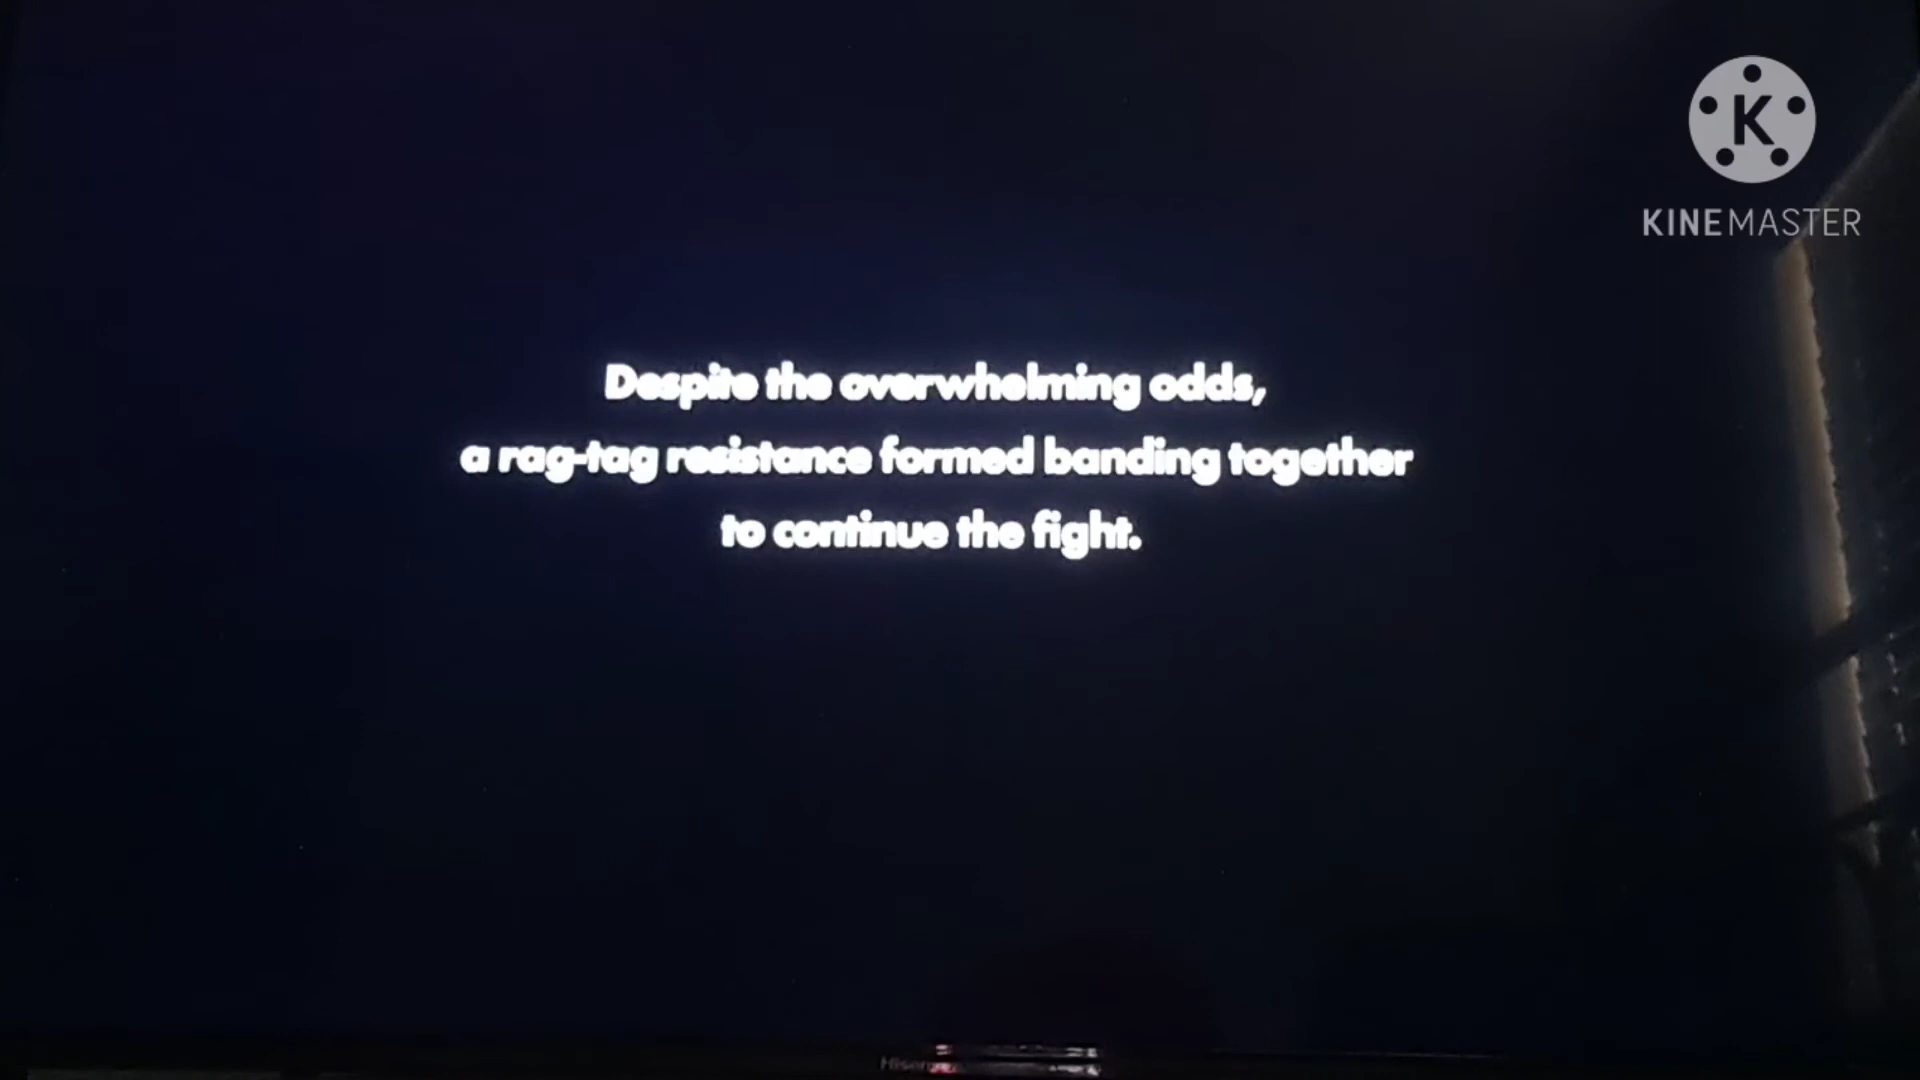 KINEMASTER
Despite the overwhelming odds,
a rag-tag resistance formed banding together
to continue the fight.